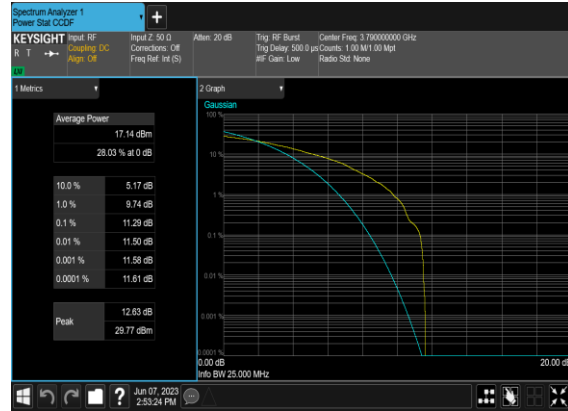 Spectrum Analyzer 1
Power Stat CCDF
KEYSIGHT
R T
LXI
Input: RF
Coupling: DC
Align: Off
Input Z: 50 Ω
Corrections: Off
Freq Ref: Int (S)
Atten: 20 dB
Trig: RF Burst
Trig Delay: 500.0 µs
#IF Gain: Low
Center Freq: 3.790000000 GHz
Counts: 1.00 M/1.00 Mpt
Radio Std: None
1 Metrics
Average Power
17.14 dBm
28.03 % at 0 dB
10.0 % 5.17 dB
1.0 % 9.74 dB
0.1 % 11.29 dB
0.01 % 11.50 dB
0.001 % 11.58 dB
0.0001 % 11.61 dB
Peak
12.63 dB
29.77 dBm
2 Graph
Gaussian
100 %
10 %
1 %
0.1 %
0.01 %
0.001 %
0.0001 %
0.00 dB
20.00 dB
Info BW 25.000 MHz
Jun 07, 2023
2:53:24 PM